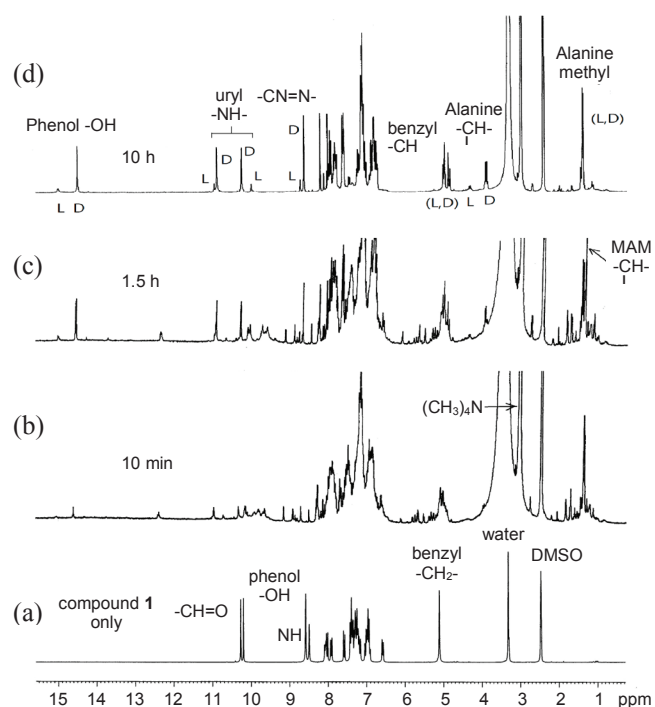 (d)
10 h
Phenol -OH
uryl
-NH-
-CN=N-
benzyl
-CH
Alanine
-CH-
Alanine
methyl
(L,D)
L D
L D D L
L D
(L,D) L D
(c)
1.5 h
MAM
-CH-
(b)
10 min
(CH₃)₄N
(a)
compound 1
only
-CH=O
phenol
-OH
NH
benzyl
-CH₂-
water
DMSO
15 14 13 12 11 10 9 8 7 6 5 4 3 2 1 ppm